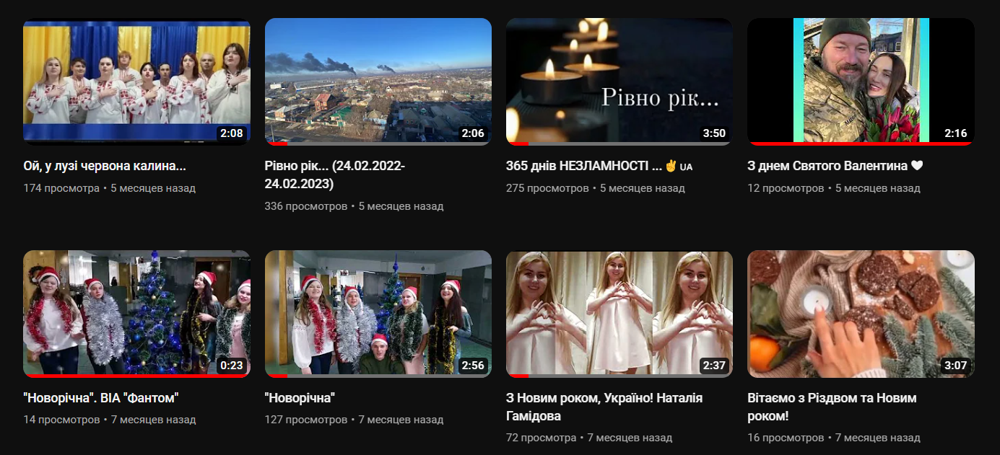 2:08
2:06
Рівно рік...
3:50
2:16
Ой, у лузі червона калина...
174 просмотра • 5 месяцев назад
Рівно рік... (24.02.2022-
24.02.2023)
336 просмотров • 5 месяцев назад
365 днів НЕЗЛАМНОСТІ ...✌️UA
275 просмотров • 5 месяцев назад
З днем Святого Валентина 🤍
12 просмотров • 5 месяцев назад
0:23
2:56
2:37
3:07
"Новорічна". ВІА "Фантом"
14 просмотров • 7 месяцев назад
"Новорічна"
127 просмотров • 7 месяцев назад
З Новим роком, Україно! Наталія
Гамідова
72 просмотра • 7 месяцев назад
Вітаємо з Різдвом та Новим
роком!
16 просмотров • 7 месяцев назад